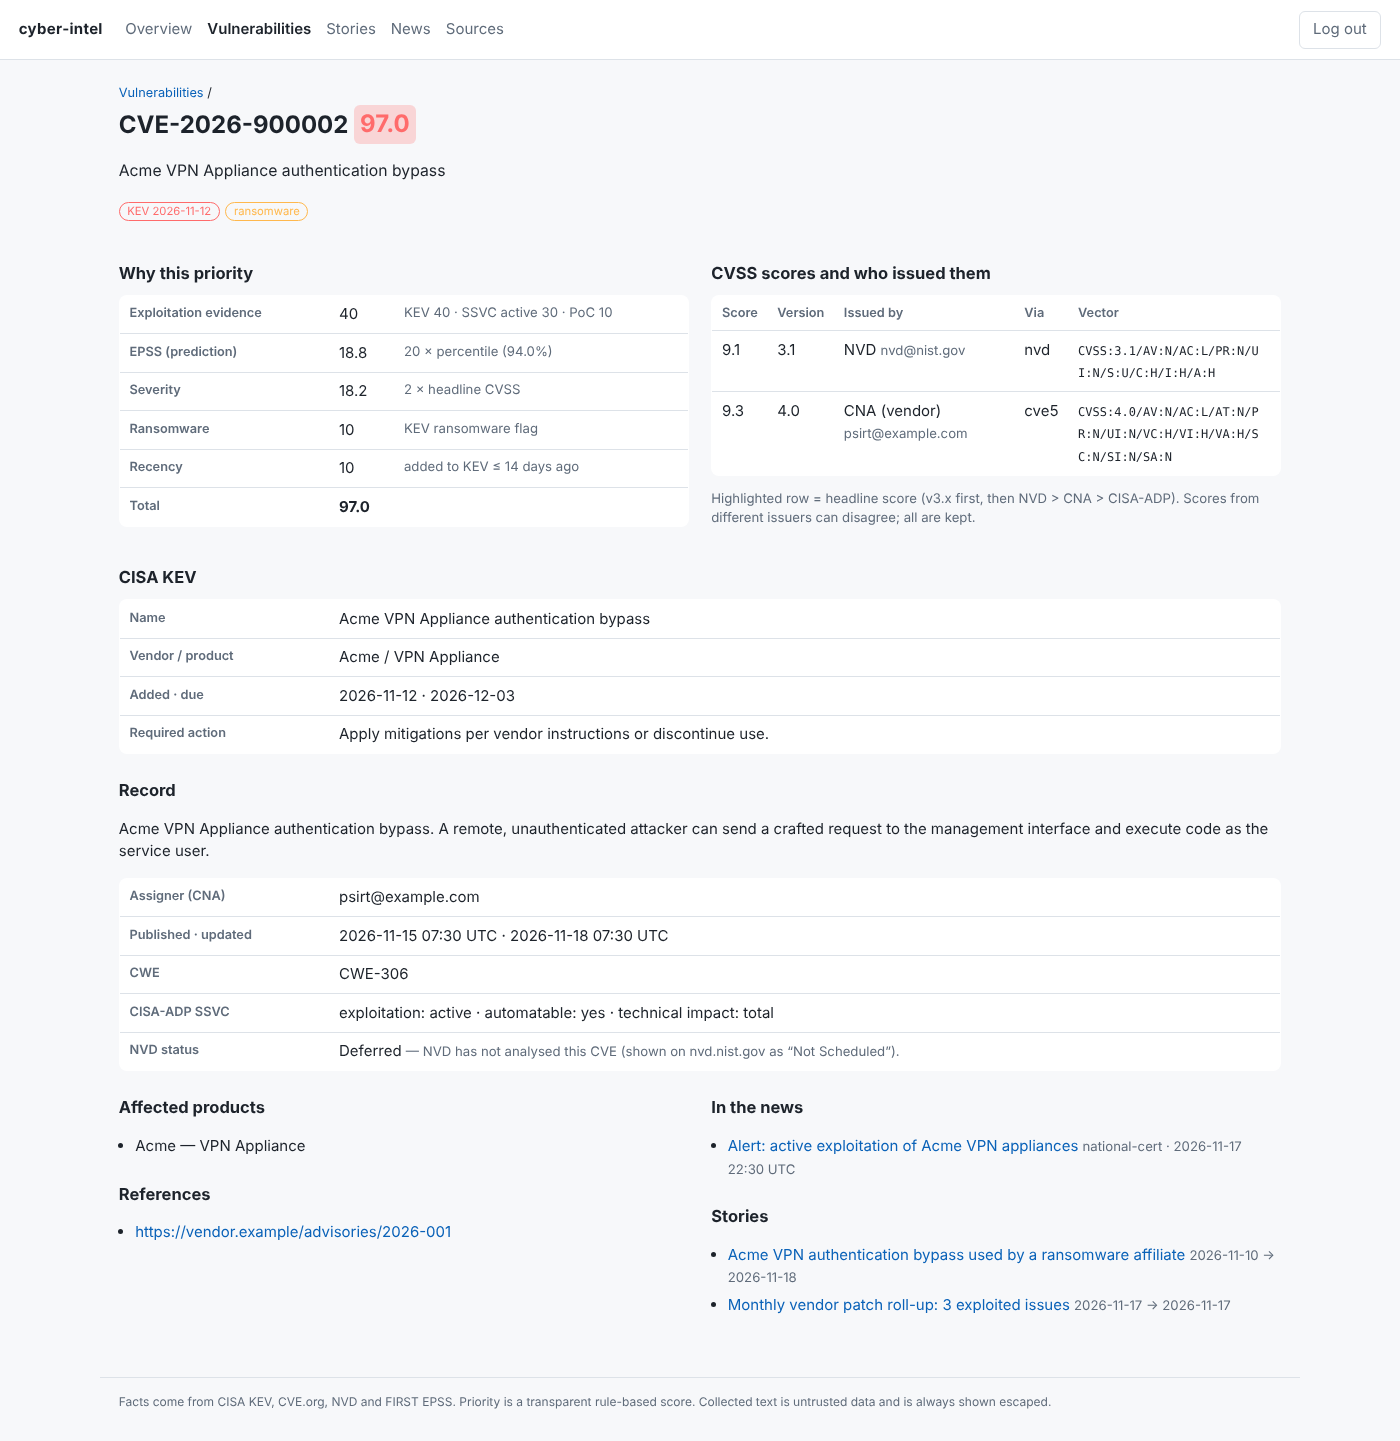 cyber-intel Overview Vulnerabilities Stories News Sources Log out
Vulnerabilities /
CVE-2026-900002 97.0
Acme VPN Appliance authentication bypass
KEV 2026-11-12 ransomware
Why this priority
Exploitation evidence 40 KEV 40 · SSVC active 30 · PoC 10
EPSS (prediction) 18.8 20 × percentile (94.0%)
Severity 18.2 2 × headline CVSS
Ransomware 10 KEV ransomware flag
Recency 10 added to KEV ≤ 14 days ago
Total 97.0
CVSS scores and who issued them
Score Version Issued by Via Vector
9.1 3.1 NVD nvd@nist.gov nvd CVSS:3.1/AV:N/AC:L/PR:N/U
I:N/S:U/C:H/I:H/A:H
9.3 4.0 CNA (vendor) cve5 CVSS:4.0/AV:N/AC:L/AT:N/P
psirt@example.com R:N/UI:N/VC:H/VI:H/VA:H/S
C:N/SI:N/SA:N
Highlighted row = headline score (v3.x first, then NVD > CNA > CISA-ADP). Scores from
different issuers can disagree; all are kept.
CISA KEV
Name Acme VPN Appliance authentication bypass
Vendor / product Acme / VPN Appliance
Added · due 2026-11-12 · 2026-12-03
Required action Apply mitigations per vendor instructions or discontinue use.
Record
Acme VPN Appliance authentication bypass. A remote, unauthenticated attacker can send a crafted request to the management interface and execute code as the
service user.
Assigner (CNA) psirt@example.com
Published · updated 2026-11-15 07:30 UTC · 2026-11-18 07:30 UTC
CWE CWE-306
CISA-ADP SSVC exploitation: active · automatable: yes · technical impact: total
NVD status Deferred — NVD has not analysed this CVE (shown on nvd.nist.gov as “Not Scheduled”).
Affected products
• Acme — VPN Appliance
References
• https://vendor.example/advisories/2026-001
In the news
• Alert: active exploitation of Acme VPN appliances national-cert · 2026-11-17
22:30 UTC
Stories
• Acme VPN authentication bypass used by a ransomware affiliate 2026-11-10 →
2026-11-18
• Monthly vendor patch roll-up: 3 exploited issues 2026-11-17 → 2026-11-17
Facts come from CISA KEV, CVE.org, NVD and FIRST EPSS. Priority is a transparent rule-based score. Collected text is untrusted data and is always shown escaped.